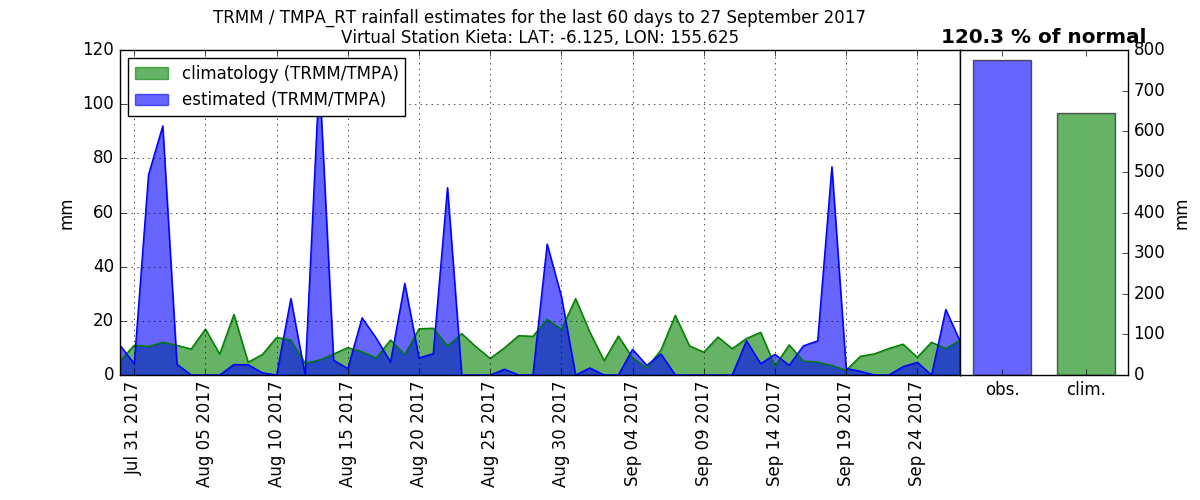 TRMM / TMPA_RT rainfall estimates for the last 60 days to 27 September 2017
Virtual Station Kieta: LAT: -6.125, LON: 155.625
120.3 % of normal
climatology (TRMM/TMPA)
estimated (TRMM/TMPA)
120
100
80
60
40
20
0
mm
Jul 31 2017
Aug 05 2017
Aug 10 2017
Aug 15 2017
Aug 20 2017
Aug 25 2017
Aug 30 2017
Sep 04 2017
Sep 09 2017
Sep 14 2017
Sep 19 2017
Sep 24 2017
800
700
600
500
400
300
200
100
0
mm
obs.
clim.